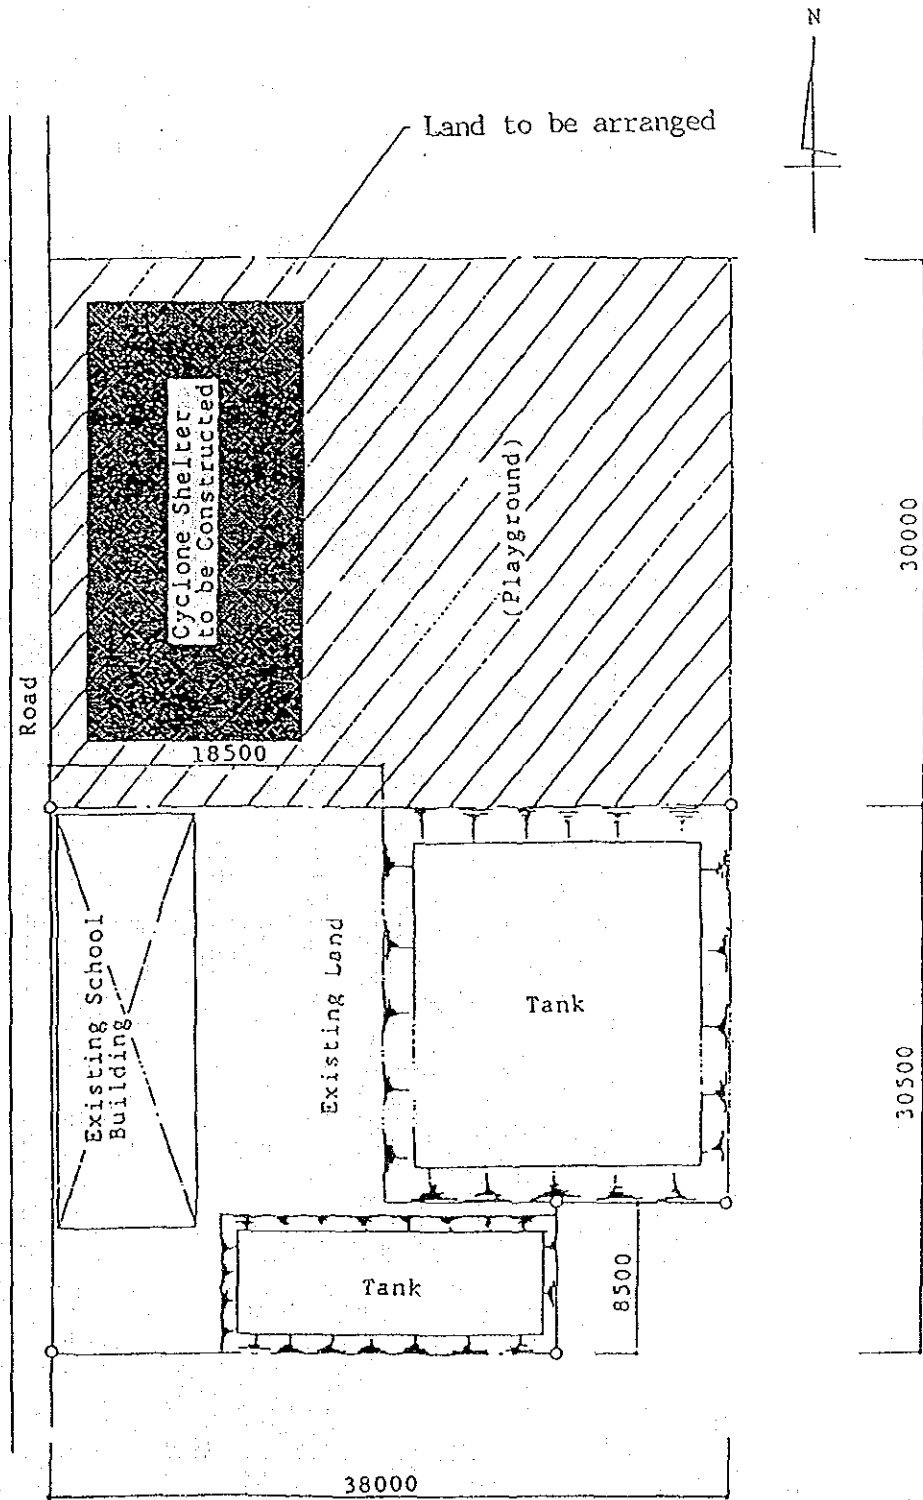 N
Land to be arranged
Cyclone Shelter
to be Constructed
(Playground)
30000
Road
18500
Existing School
Building
Existing Land
Tank
30500
Tank
8500
38000